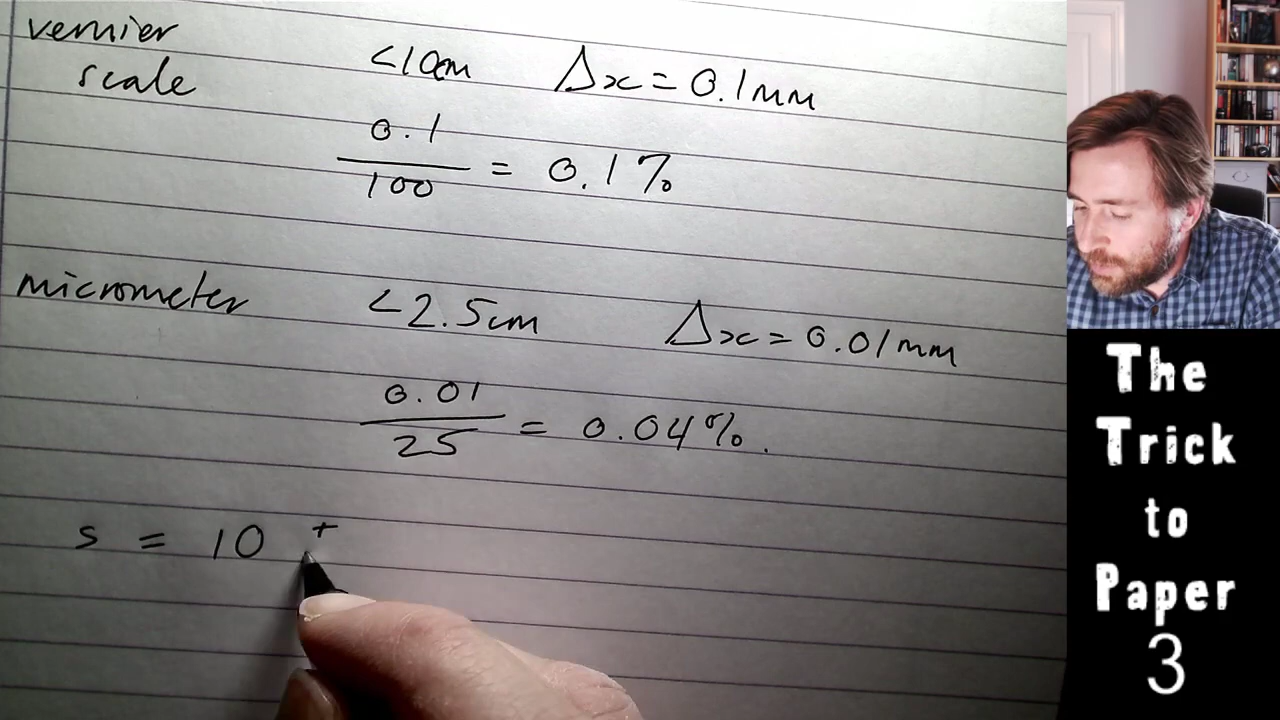 vernier
scale <10cm Δx = 0.1mm
0.1
100 = 0.1%
micrometer <2.5cm Δx = 0.01mm
0.01
25 = 0.04%.
s = 10 +
The
Trick
to
Paper
3